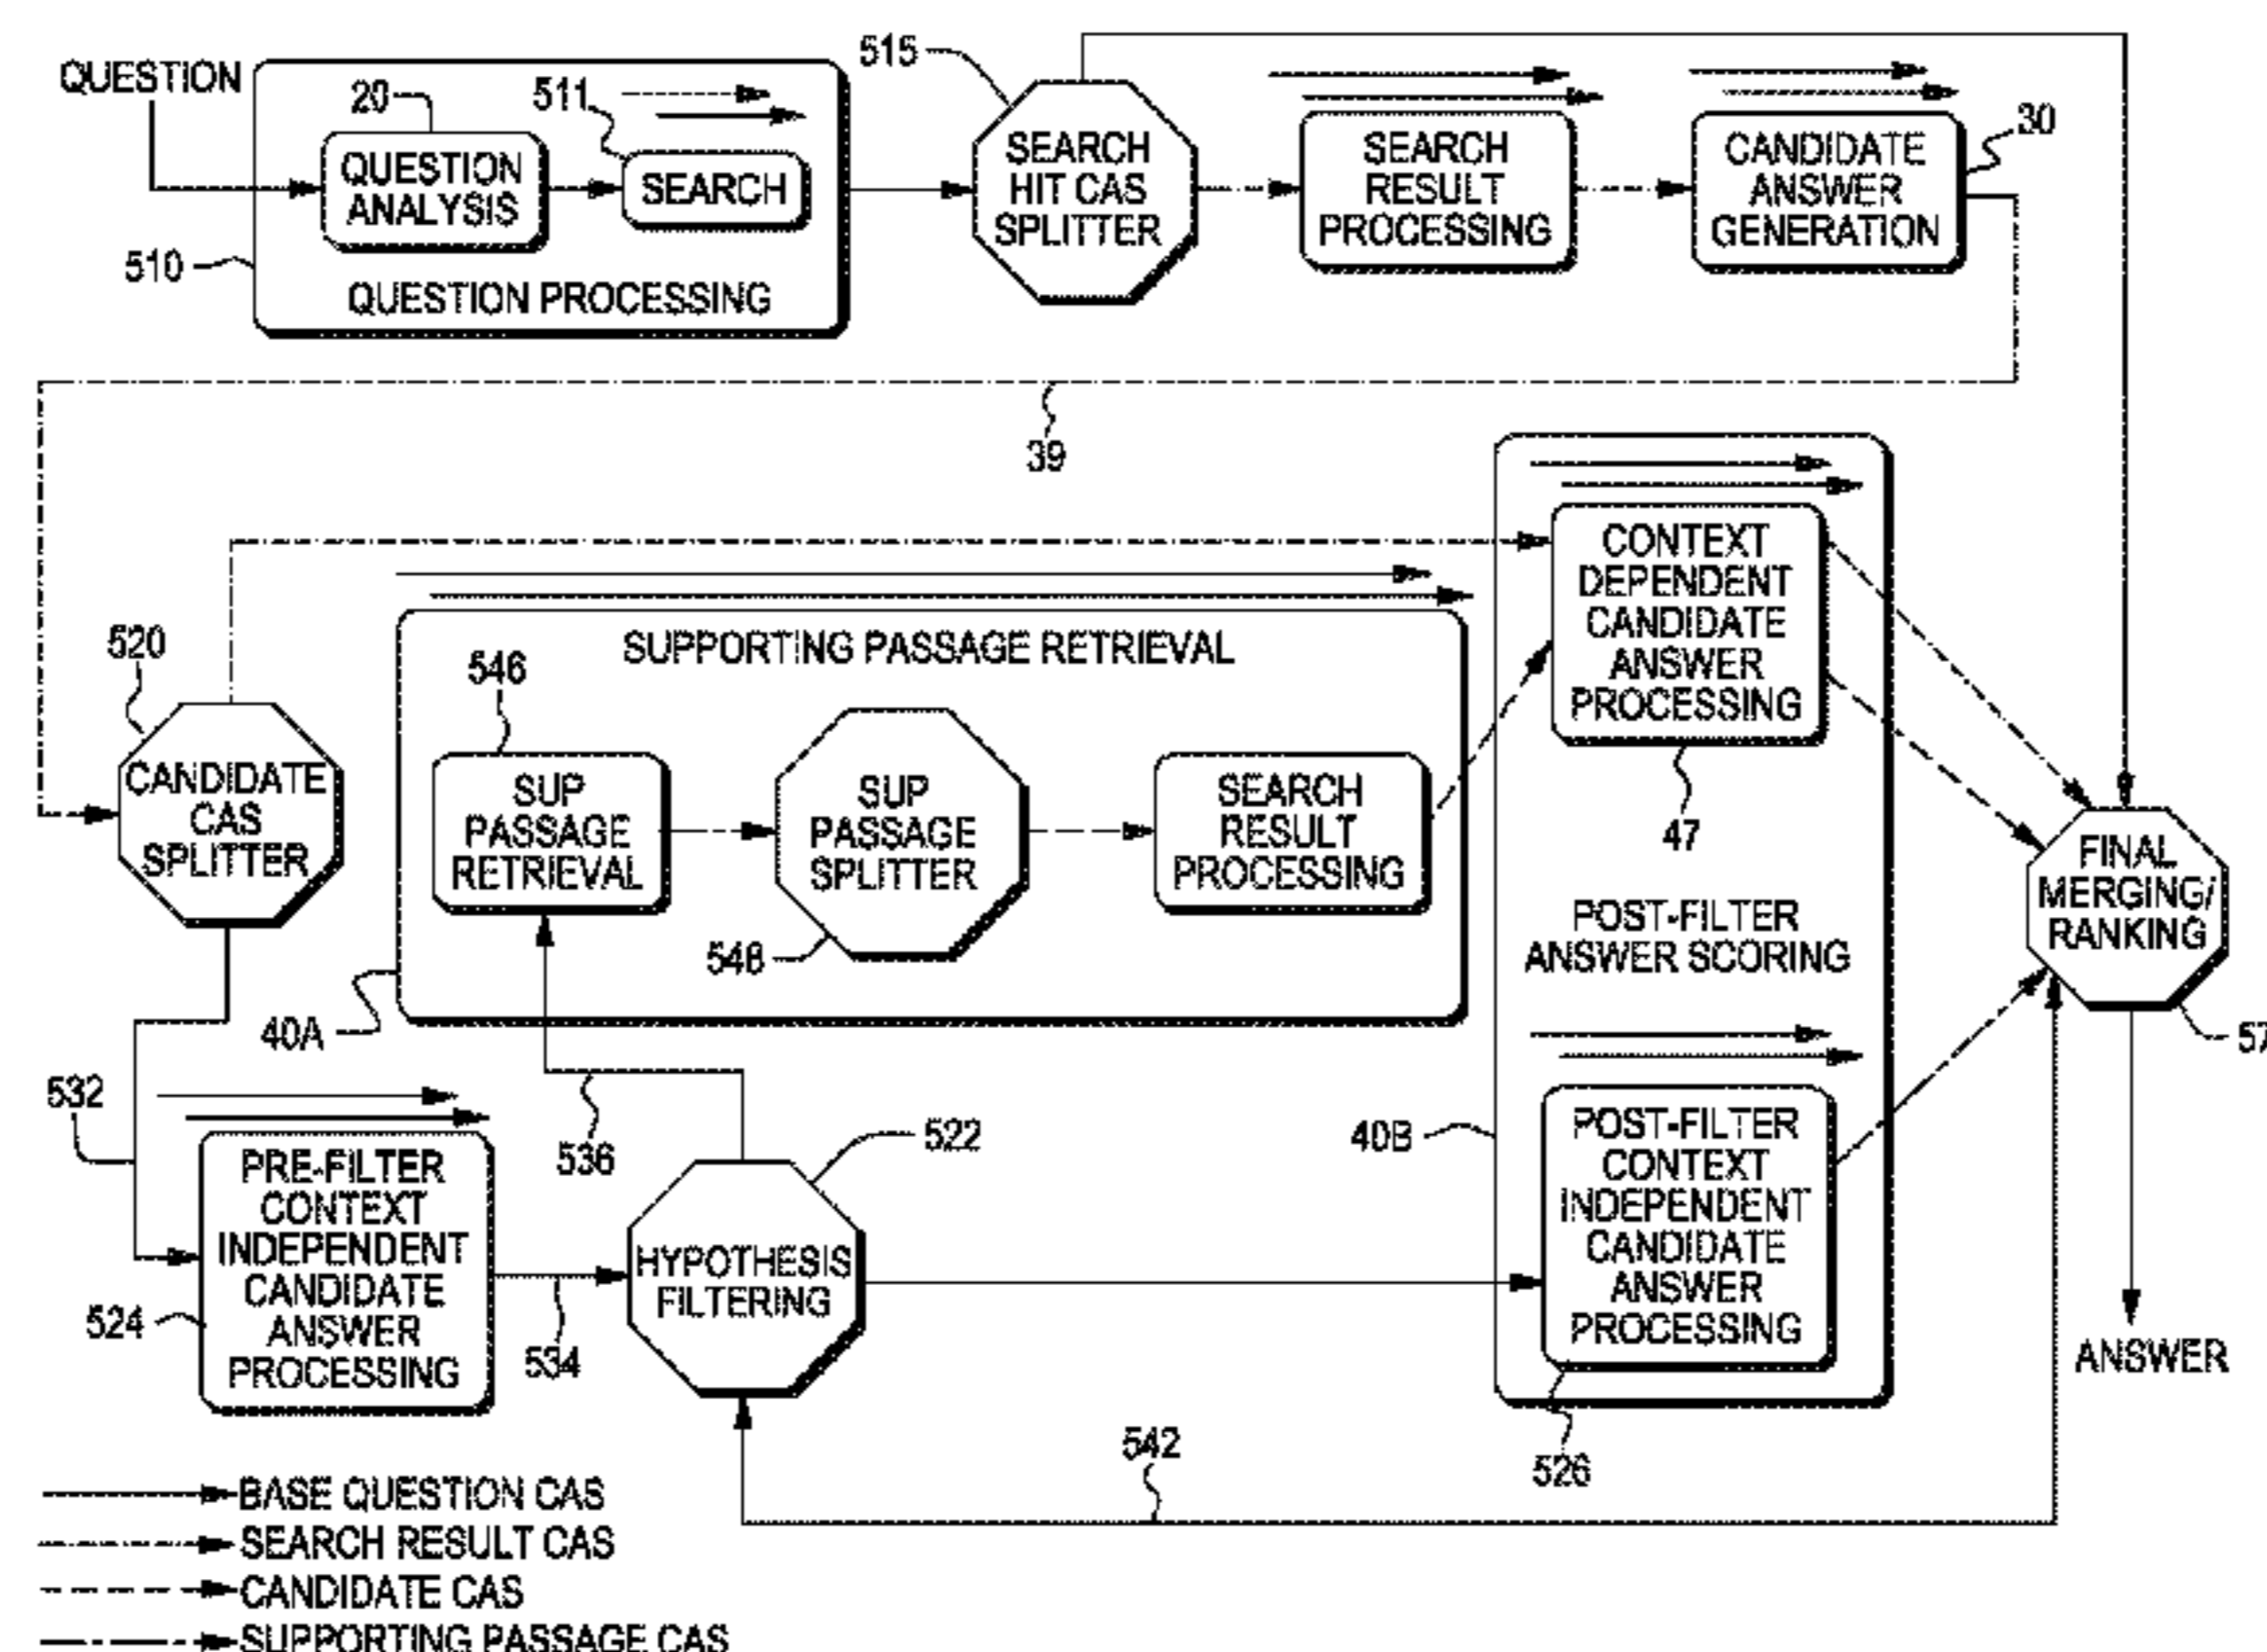 QUESTION
510
20
511
QUESTION
ANALYSIS
SEARCH
QUESTION PROCESSING
515
SEARCH
HIT CAS
SPLITTER
SEARCH
RESULT
PROCESSING
CANDIDATE
ANSWER
GENERATION
30
39
520
CANDIDATE
CAS
SPLITTER
SUPPORTING PASSAGE RETRIEVAL
546
SUP
PASSAGE
RETRIEVAL
SUP
PASSAGE
SPLITTER
548
SEARCH
RESULT
PROCESSING
40A
CONTEXT
DEPENDENT
CANDIDATE
ANSWER
PROCESSING
47
POST-FILTER
ANSWER SCORING
40B
POST-FILTER
CONTEXT
INDEPENDENT
CANDIDATE
ANSWER
PROCESSING
526
FINAL
MERGING/
RANKING
57
ANSWER
532
PRE-FILTER
CONTEXT
INDEPENDENT
CANDIDATE
ANSWER
PROCESSING
524
534
536
522
HYPOTHESIS
FILTERING
542
BASE QUESTION CAS
SEARCH RESULT CAS
CANDIDATE CAS
SUPPORTING PASSAGE CAS